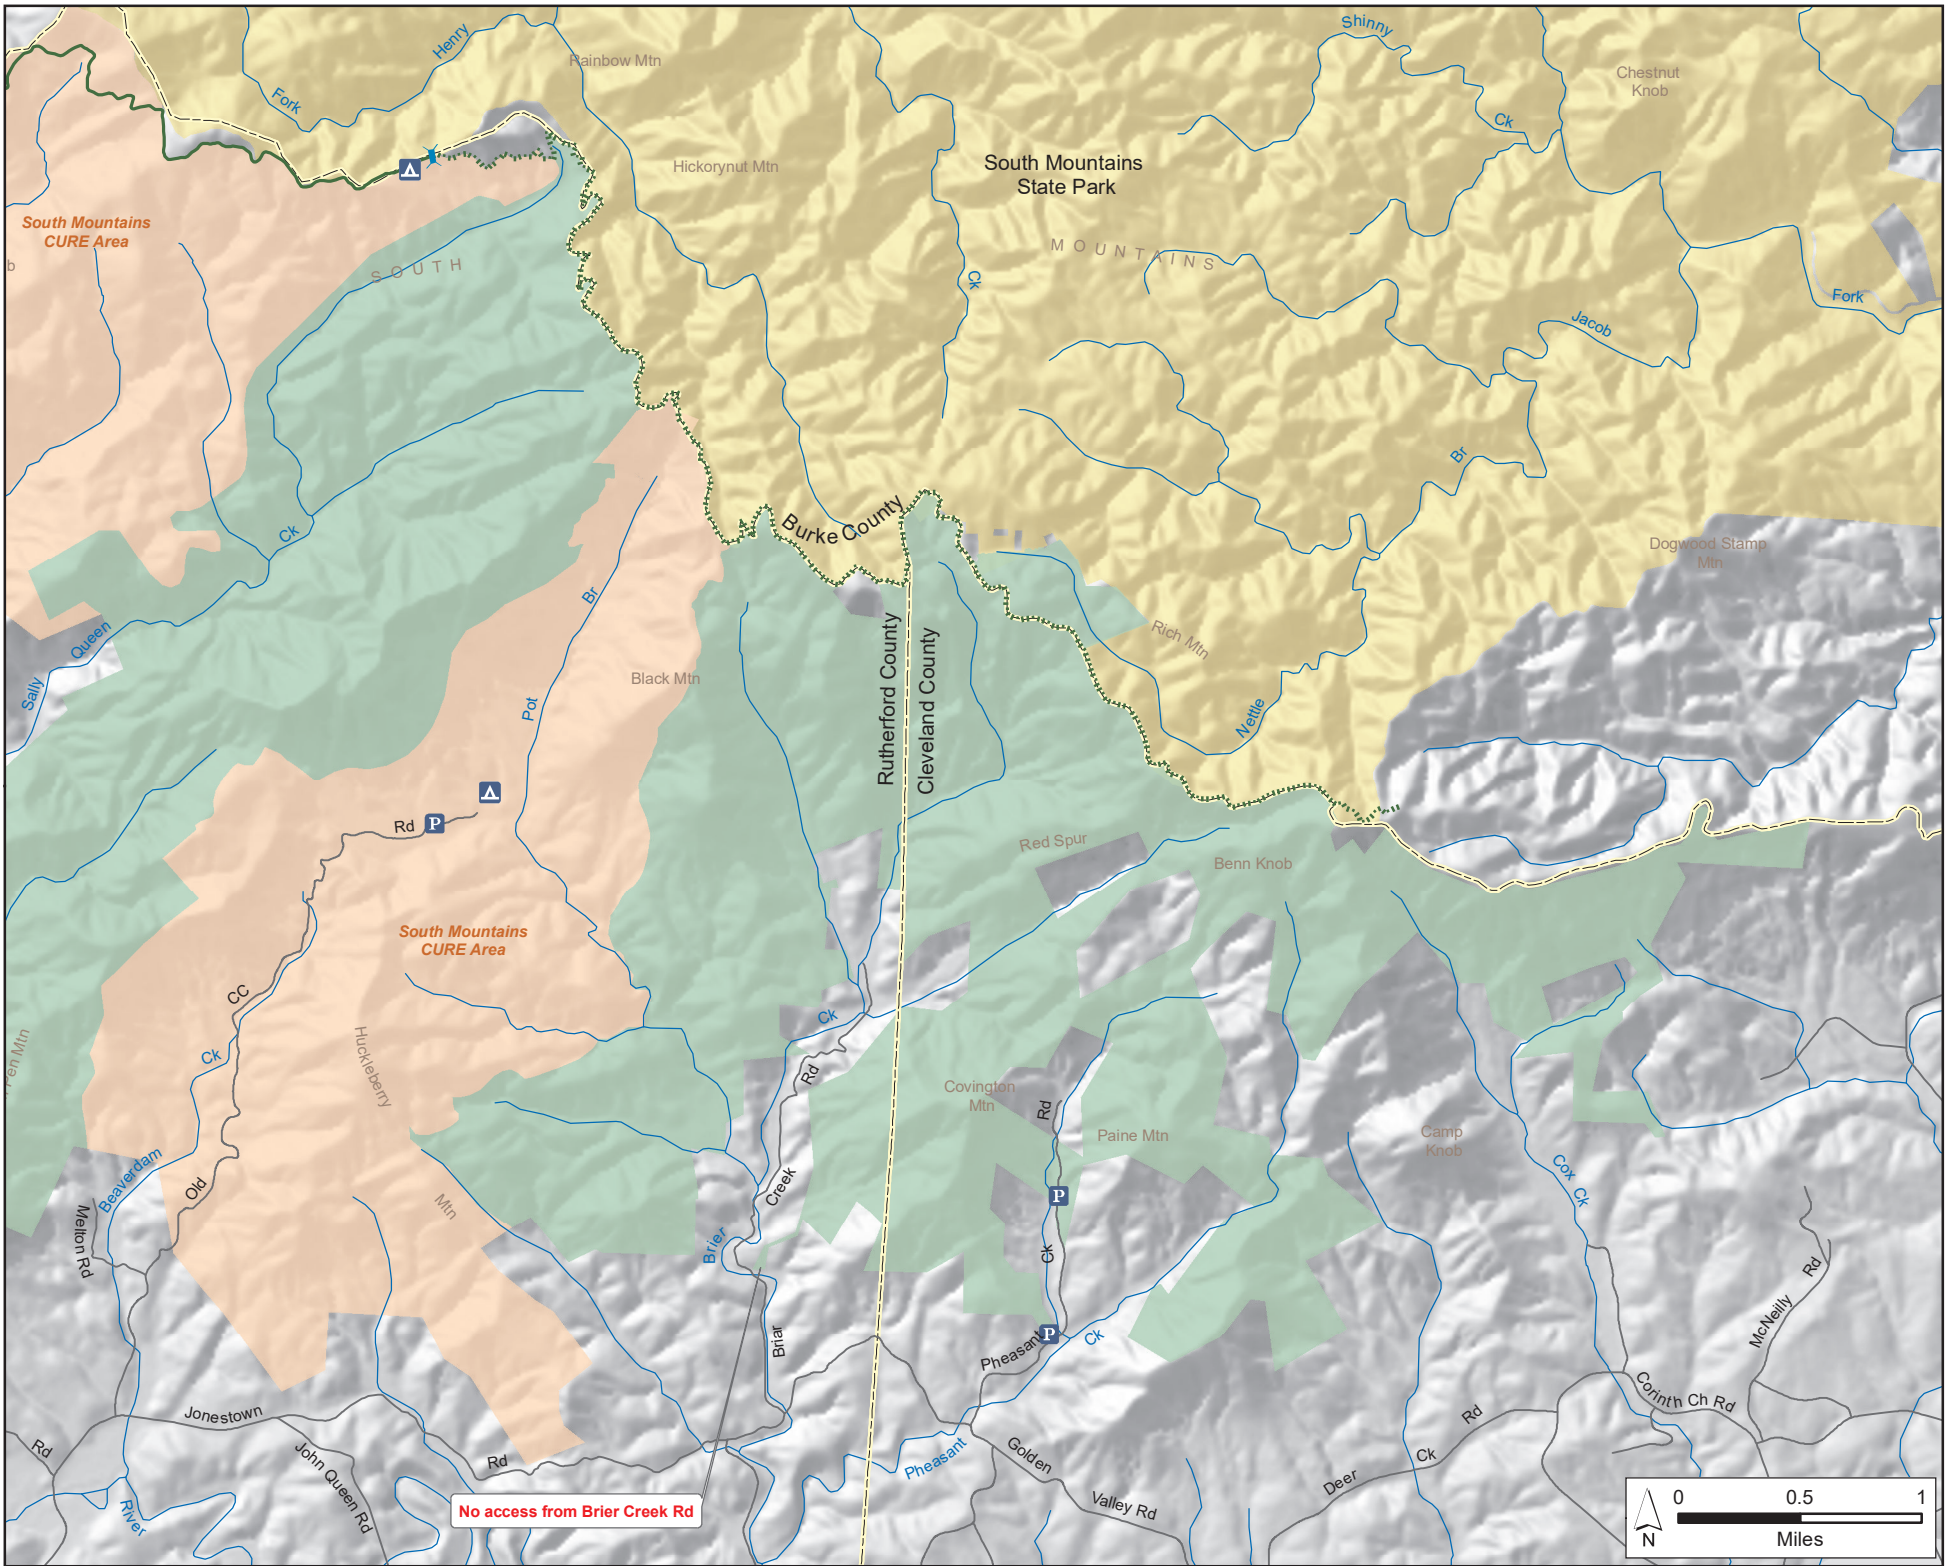 Shinny
Henry
Rainbow Mtn
Chestnut
Knob
Fork
Ck
Hickorynut Mtn
South Mountains
State Park
South Mountains
CURE Area
b
SOUTH
MOUNTAINS
Ck
Fork
Jacob
Br
Ck
Burke County
Dogwood Stamp
Mtn
Br
Queen
Sally
Rich Mtn
Rutherford County
Cleveland County
Black Mtn
Pot
Nettle
Rd
P
Red Spur
Benn Knob
South Mountains
CURE Area
CC
Ck
Ck
Pen Mtn
Huckleberry
Rd
Covington
Mtn
Rd
Paine Mtn
Camp
Knob
Beaverdam
Old
Mtn
Creek
P
Cox Ck
Mellon Rd
Brier
Ck
Rd
Briar
Pheasant
P
Ck
McNeilly
Corinth Ch Rd
Jonestown
Rd
John Queen Rd
Rd
Pheasant
Golden
Valley Rd
Deer
Ck
Rd
River
No access from Brier Creek Rd
N
0
0.5
1
Miles